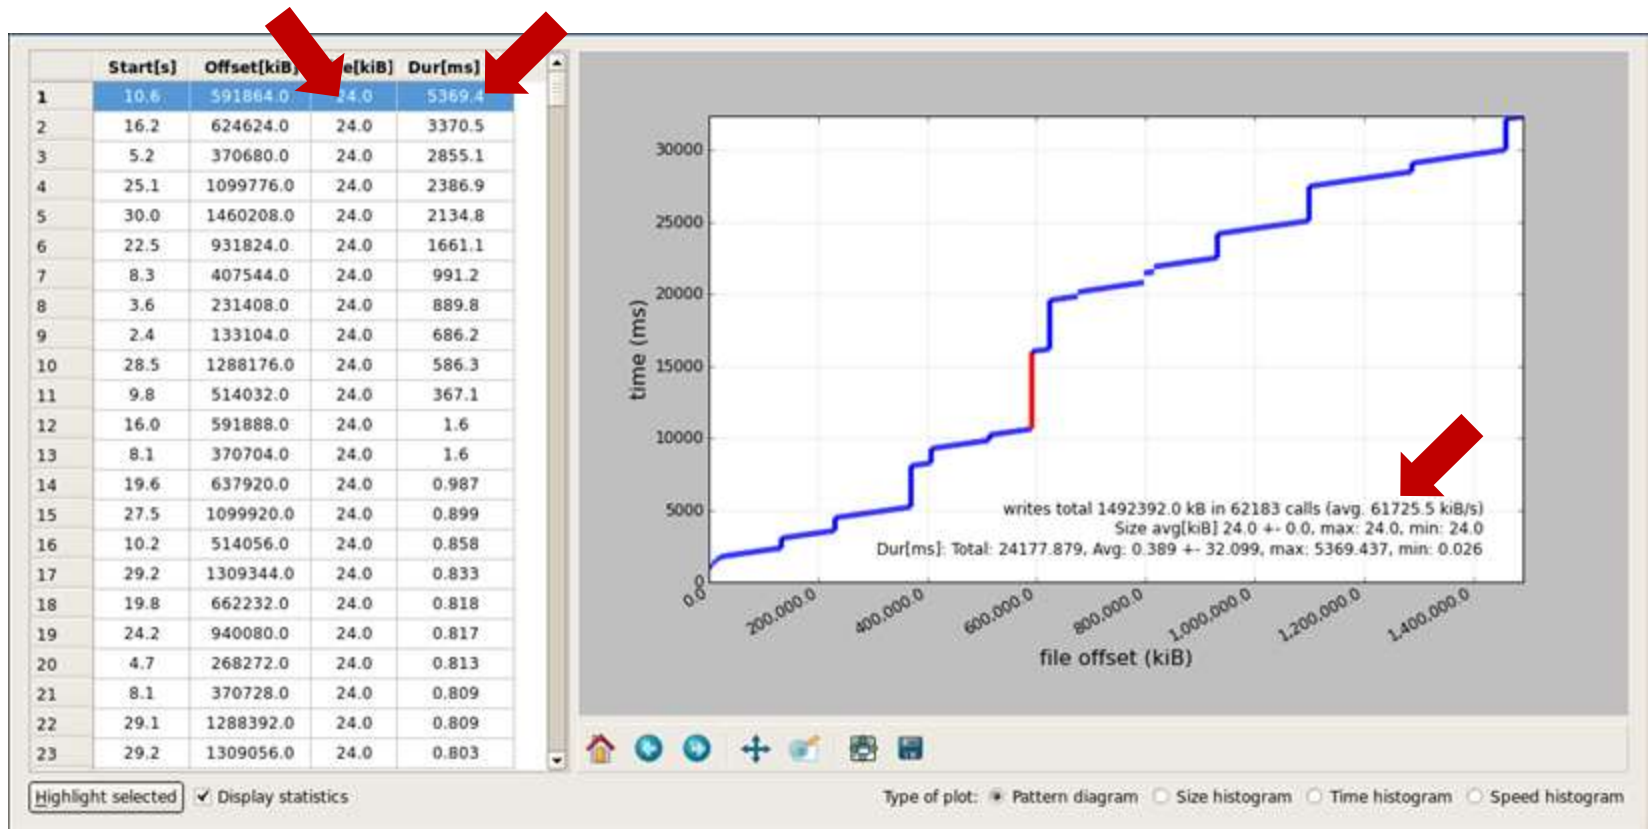 Start[s] Offset[kiB] e[kiB] Dur[ms]
1 10.6 591864.0 24.0 5369.4
2 16.2 624624.0 24.0 3370.5
3 5.2 370680.0 24.0 2855.1
4 25.1 1099776.0 24.0 2386.9
5 30.0 1460208.0 24.0 2134.8
6 22.5 931824.0 24.0 1661.1
7 8.3 407544.0 24.0 991.2
8 3.6 231408.0 24.0 889.8
9 2.4 133104.0 24.0 686.2
10 28.5 1288176.0 24.0 586.3
11 9.8 514032.0 24.0 367.1
12 16.0 591888.0 24.0 1.6
13 8.1 370704.0 24.0 1.6
14 19.6 637920.0 24.0 0.987
15 27.5 1099920.0 24.0 0.899
16 10.2 514056.0 24.0 0.858
17 29.2 1309344.0 24.0 0.833
18 19.8 662232.0 24.0 0.818
19 24.2 940080.0 24.0 0.817
20 4.7 268272.0 24.0 0.813
21 8.1 370728.0 24.0 0.809
22 29.1 1288392.0 24.0 0.809
23 29.2 1309056.0 24.0 0.803
Highlight selected Display statistics
time (ms)
30000
25000
20000
15000
10000
5000
0
writes total 1492392.0 kB in 62183 calls (avg. 61725.5 kiB/s)
Size avg[kiB] 24.0 +- 0.0, max: 24.0, min: 24.0
Dur[ms]: Total: 24177.879, Avg: 0.389 +- 32.099, max: 5369.437, min: 0.026
0.0 200,000.0 400,000.0 600,000.0 800,000.0 1,000,000.0 1,200,000.0 1,400,000.0
file offset (kiB)
Type of plot: Pattern diagram Size histogram Time histogram Speed histogram